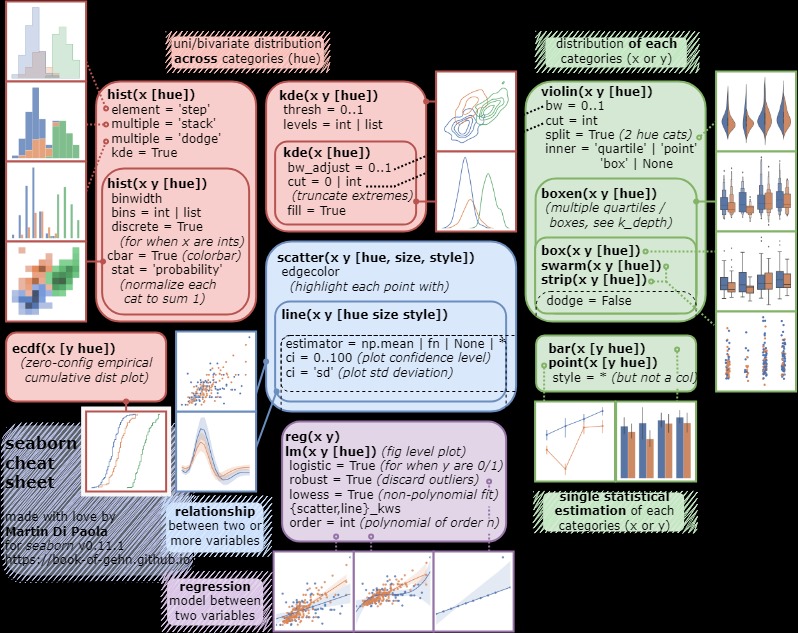 uni/bivariate distribution
across categories (hue)
distribution of each
categories (x or y)
hist(x y [hue])
element = 'step'
multiple = 'stack'
multiple = 'dodge'
kde = True
hist(x y [hue])
binwidth
bins = int | list
discrete = True
(for when x are ints)
cbar = True (colorbar)
stat = 'probability'
(normalize each
cat to sum 1)
kde(x y [hue])
thresh = 0..1
levels = int | list
kde(x [hue])
bw_adjust = 0..1
cut = 0 | int
(truncate extremes)
fill = True
violin(x y [hue])
bw = 0..1
cut = int
split = True (2 hue cats)
inner = 'quartile' | 'point'
'box' | None
boxen(x y [hue])
(multiple quartiles /
boxes, see k_depth)
box(x y [hue])
swarm(x y [hue])
strip(x y [hue])
dodge = False
scatter(x y [hue, size, style])
edgecolor
(highlight each point with)
line(x y [hue size style])
estimator = np.mean | fn | None | *
ci = 0..100 (plot confidence level)
ci = 'sd' (plot std deviation)
ecdf(x [y hue])
(zero-config empirical
cumulative dist plot)
bar(x [y hue])
point(x [y hue])
style = * (but not a col)
reg(x y)
lm(x y [hue]) (fig level plot)
logistic = True (for when y are 0/1)
robust = True (discard outliers)
lowess = True (non-polynomial fit)
{scatter,line}_kws
order = int (polynomial of order n)
seaborn
cheat
sheet
made with love by
Martin Di Paola
for seaborn v0.11.1
https://book-of-gehn.github.io
relationship
between two or
more variables
single statistical
estimation of each
categories (x or y)
regression
model between
two variables